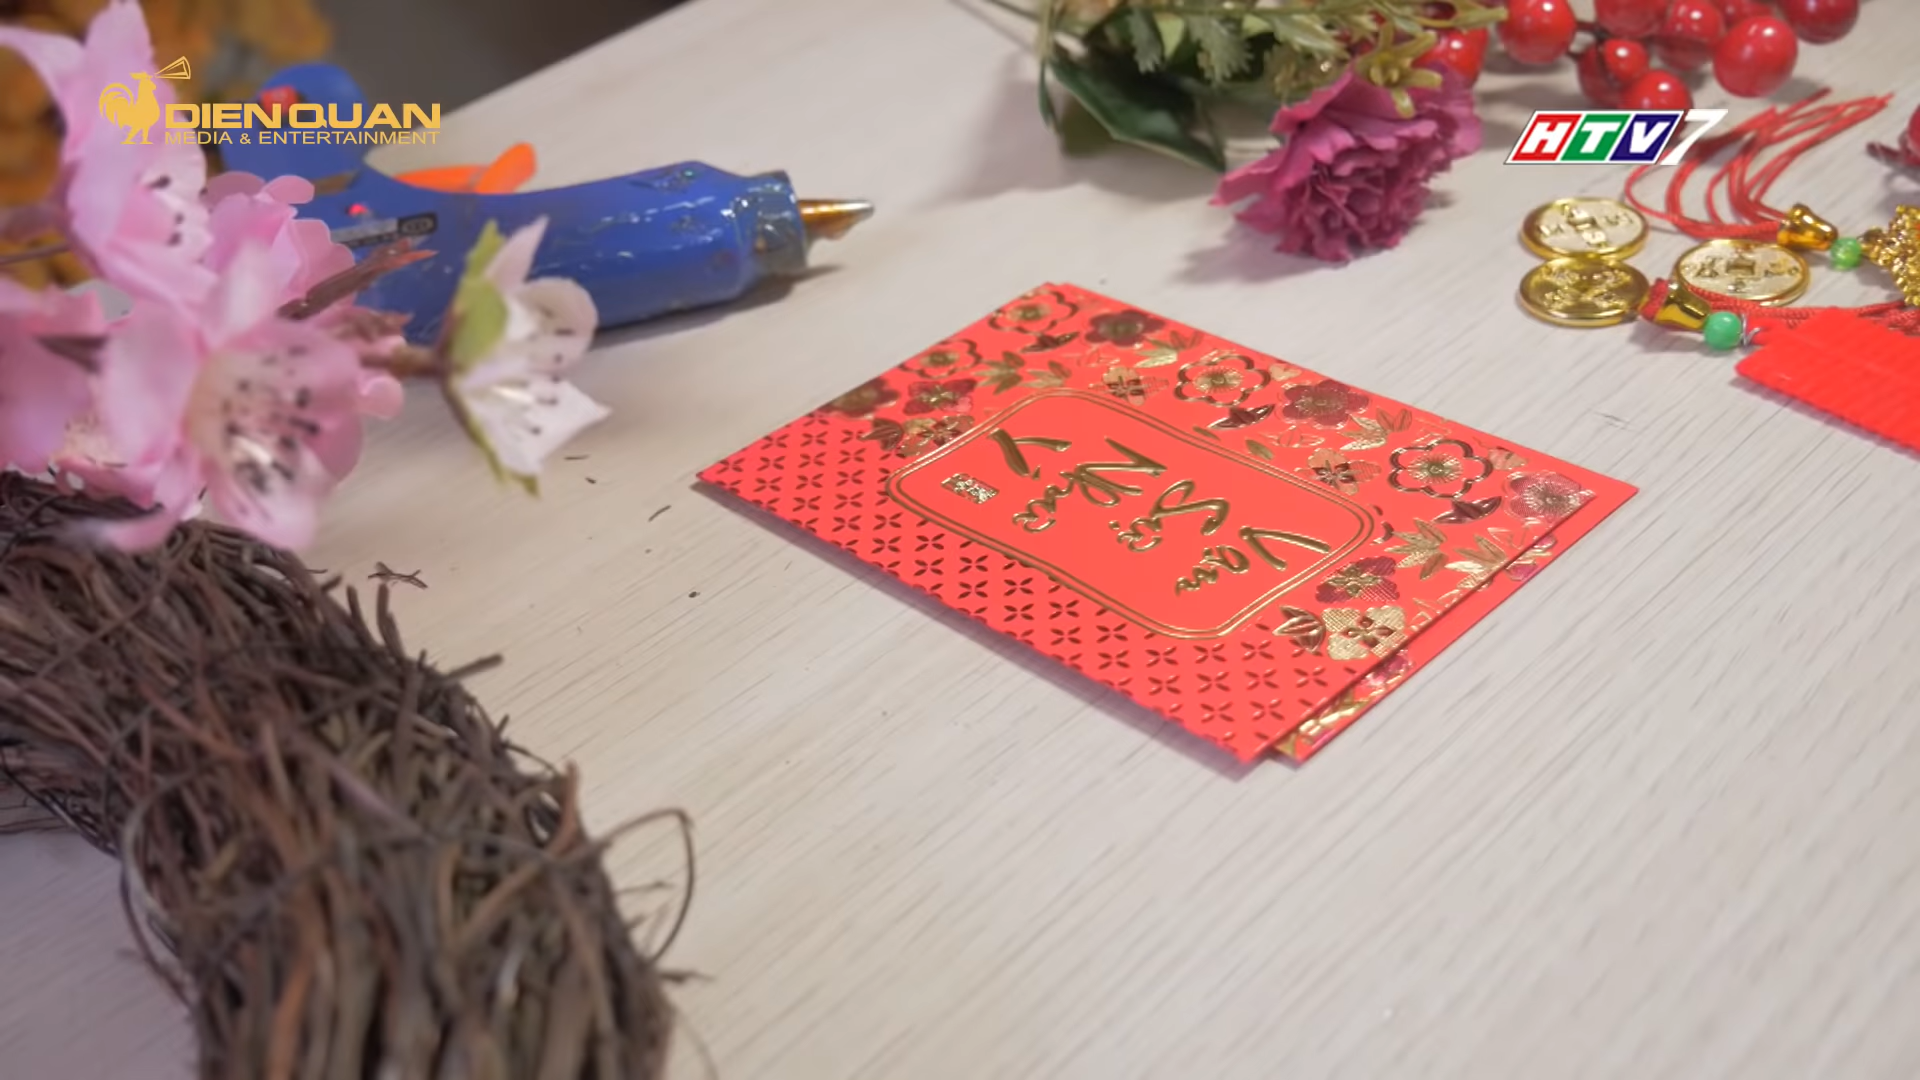 DIEN QUAN
MEDIA & ENTERTAINMENT
HTV7
Vạn
Sự
Như
Ý